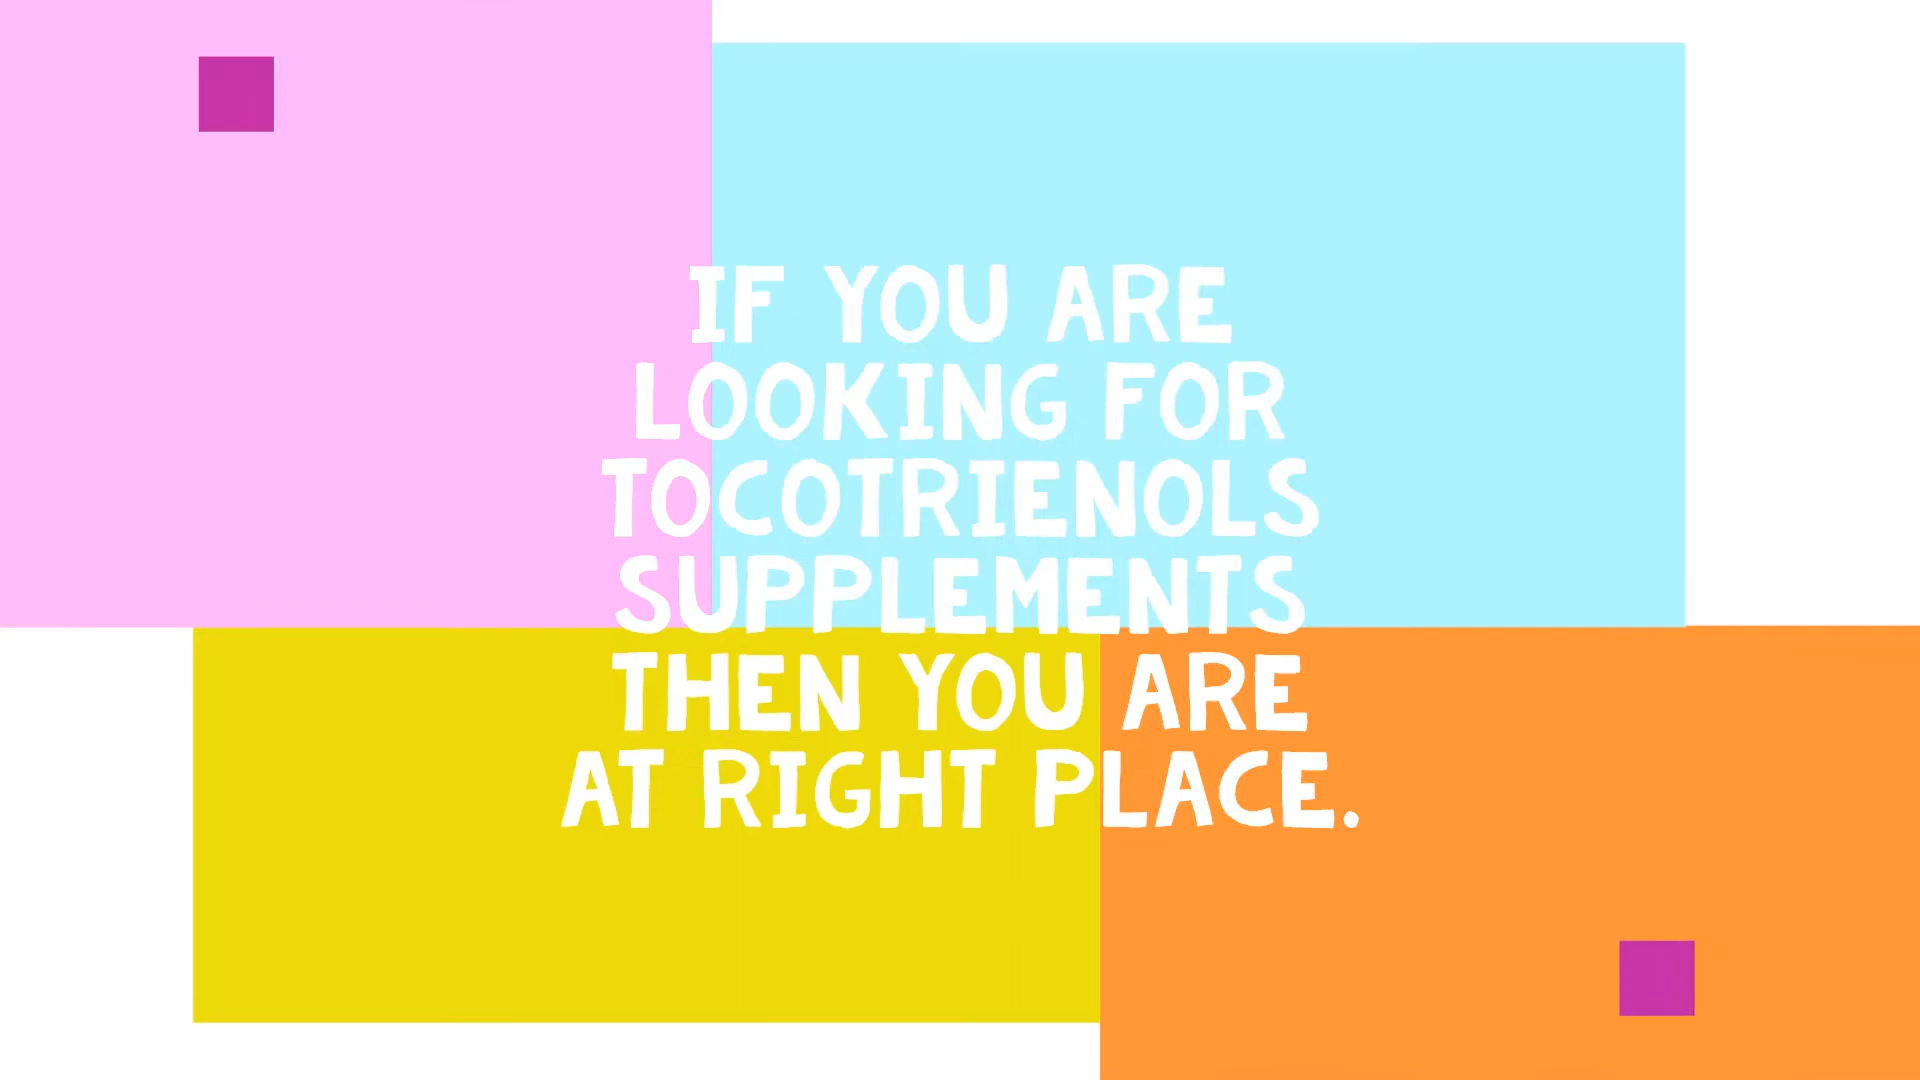 IF YOU ARE
LOOKING FOR
TOCOTRIENOLS
SUPPLEMENTS
THEN YOU ARE
AT RIGHT PLACE.